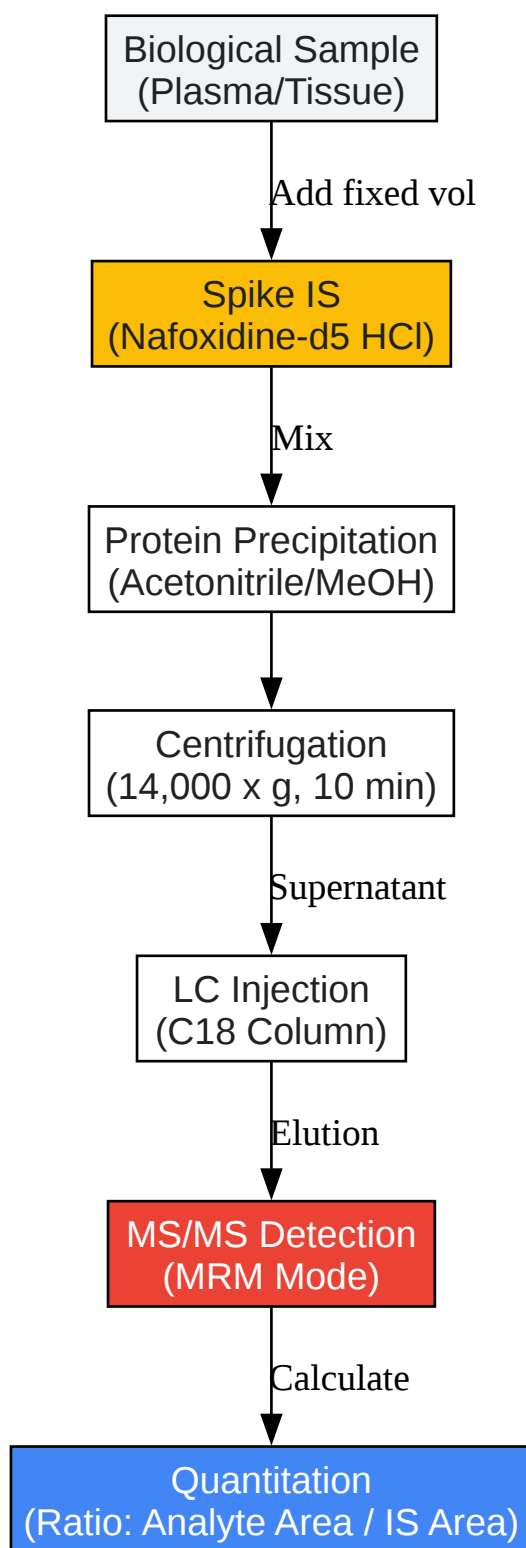 Biological Sample
(Plasma/Tissue)
Add fixed vol
Spike IS
(Nafoxidine-d5 HCl)
Mix
Protein Precipitation
(Acetonitrile/MeOH)
Centrifugation
(14,000 x g, 10 min)
Supernatant
LC Injection
(C18 Column)
Elution
MS/MS Detection
(MRM Mode)
Calculate
Quantitation
(Ratio: Analyte Area / IS Area)